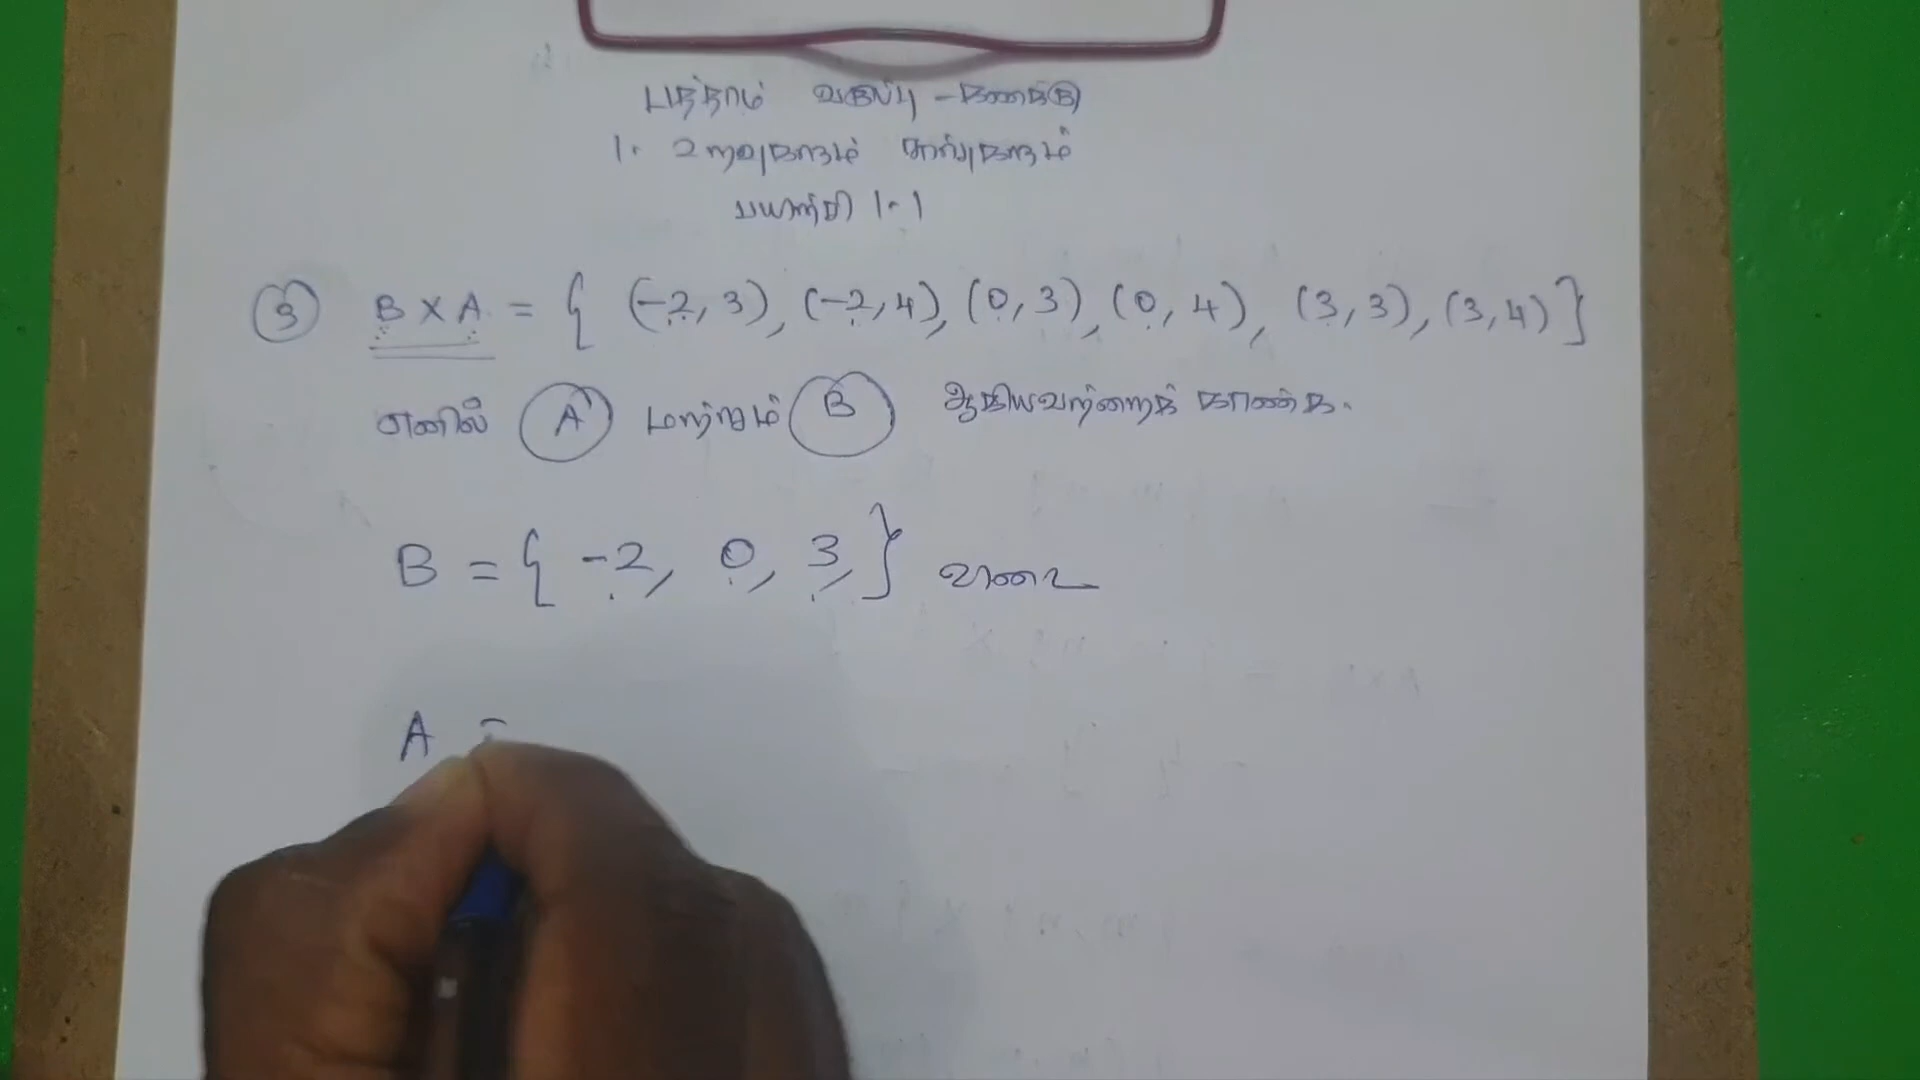 பத்தாம் வகுப்பு - கணக்கு
1. உறவுகளும் சார்புகளும்
பயிற்சி 1.1
③ B × A = { (-2, 3), (-2, 4), (0, 3), (0, 4), (3, 3), (3, 4) }
எனில் A மற்றும் B ஆகியவற்றைக் காண்க.
B = { -2, 0, 3, } விடை
A =